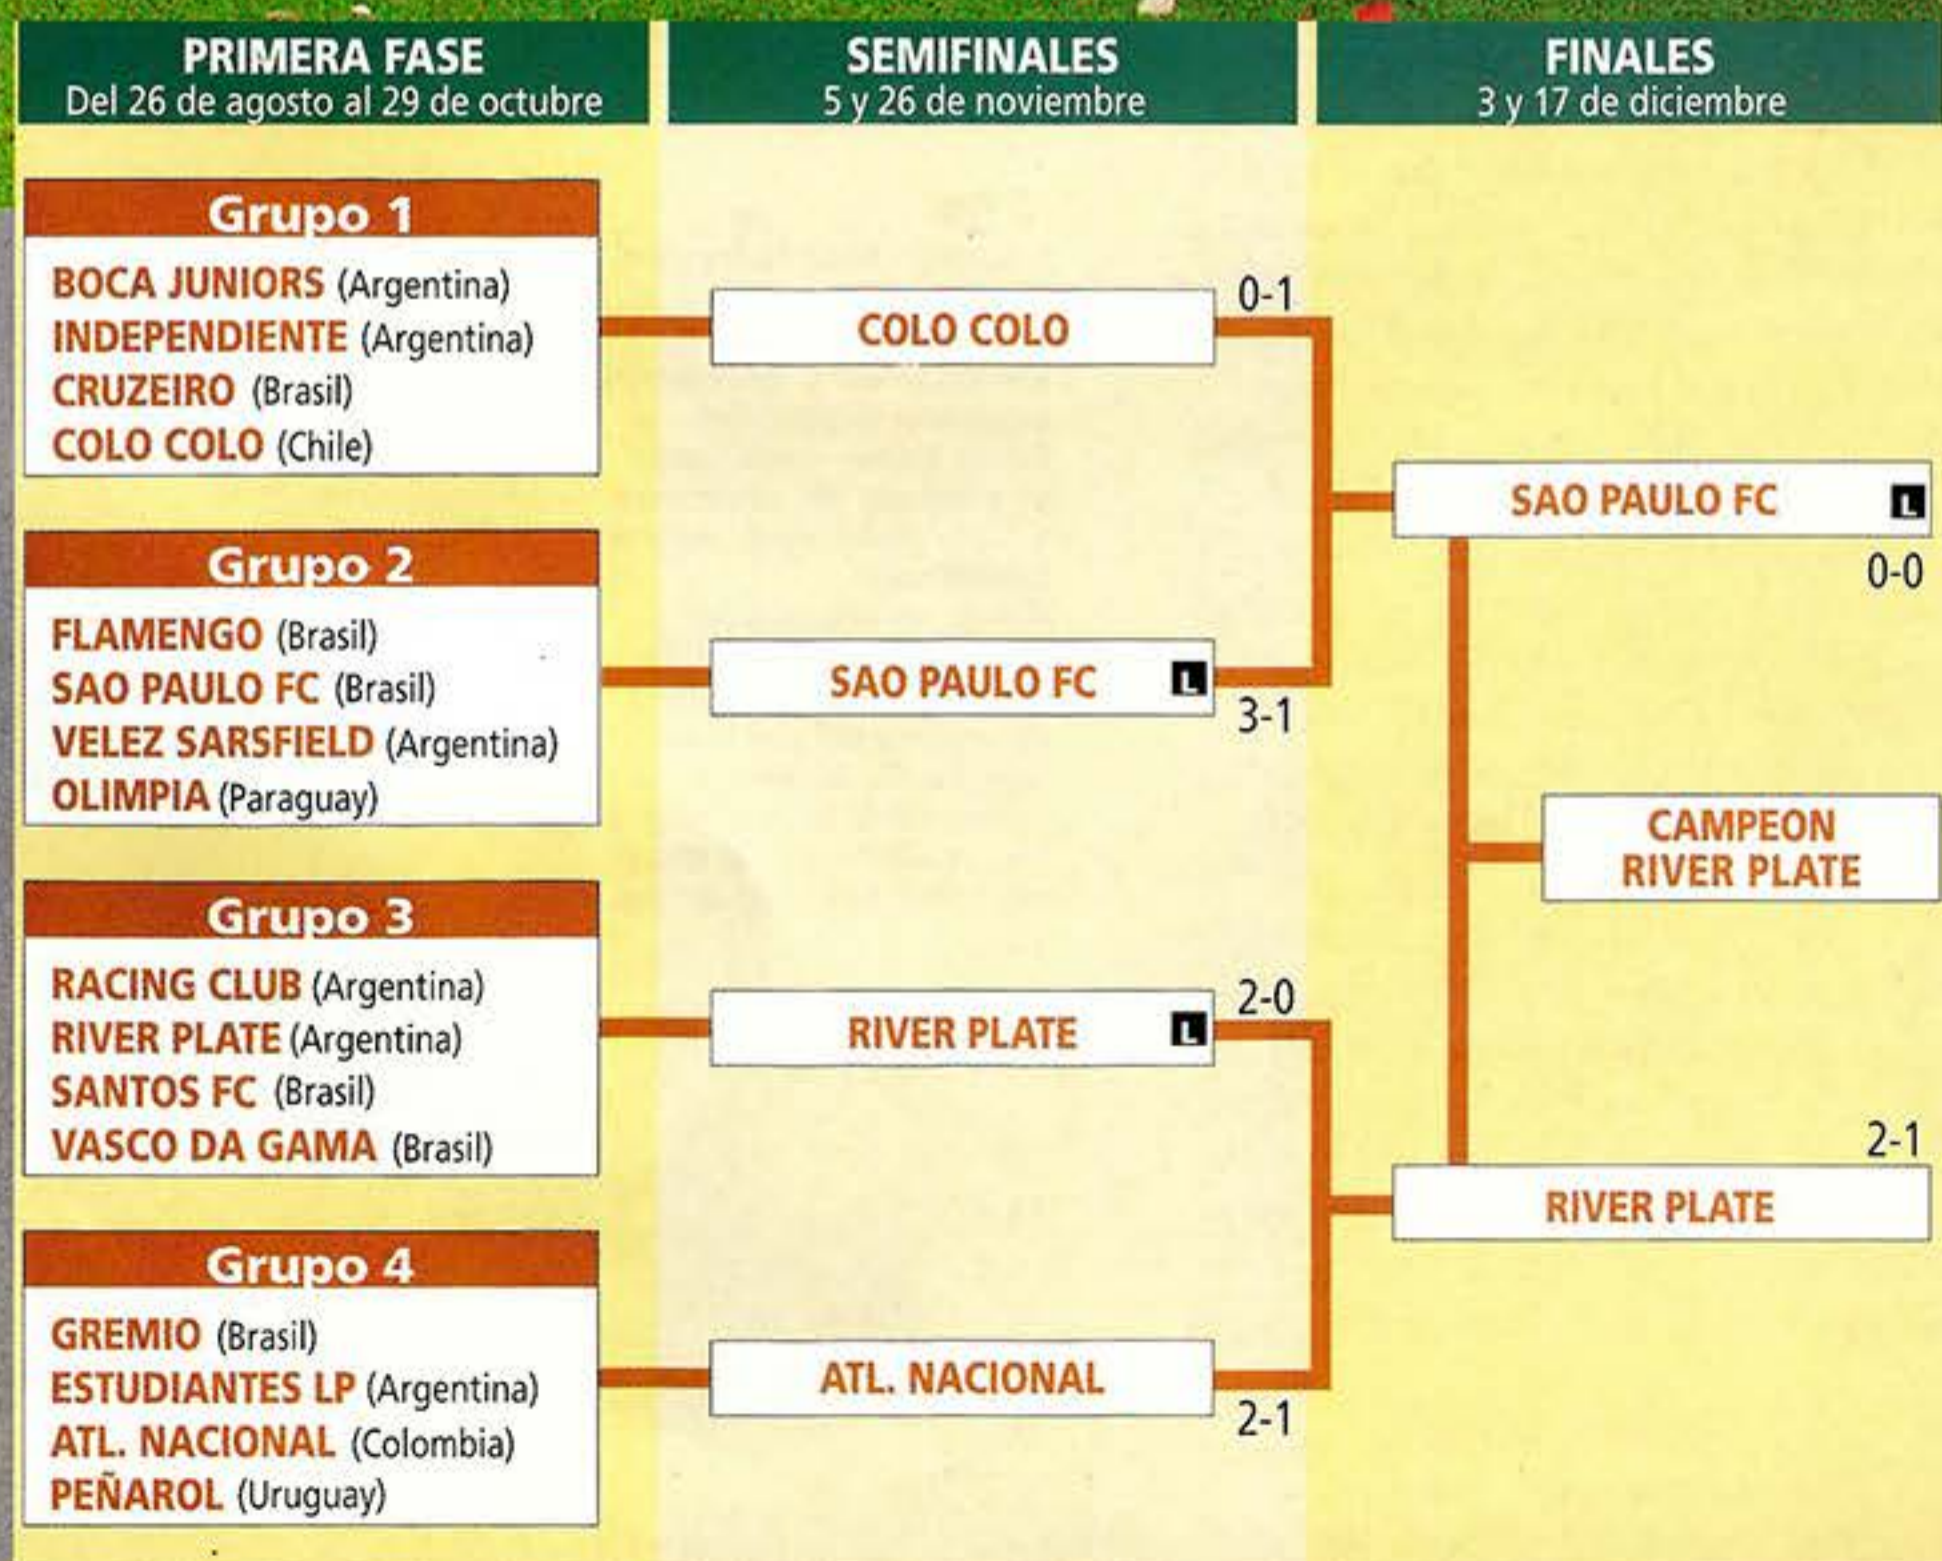 PRIMERA FASE
Del 26 de agosto al 29 de octubre
SEMIFINALES
5 y 26 de noviembre
FINALES
3 y 17 de diciembre
Grupo 1
BOCA JUNIORS (Argentina)
INDEPENDIENTE (Argentina)
CRUZEIRO (Brasil)
COLO COLO (Chile)
Grupo 2
FLAMENGO (Brasil)
SAO PAULO FC (Brasil)
VELEZ SARSFIELD (Argentina)
OLIMPIA (Paraguay)
Grupo 3
RACING CLUB (Argentina)
RIVER PLATE (Argentina)
SANTOS FC (Brasil)
VASCO DA GAMA (Brasil)
Grupo 4
GREMIO (Brasil)
ESTUDIANTES LP (Argentina)
ATL. NACIONAL (Colombia)
PEÑAROL (Uruguay)
0-1
COLO COLO
SAO PAULO FC L
3-1
2-0
RIVER PLATE L
ATL. NACIONAL
2-1
SAO PAULO FC L
0-0
CAMPEON
RIVER PLATE
2-1
RIVER PLATE